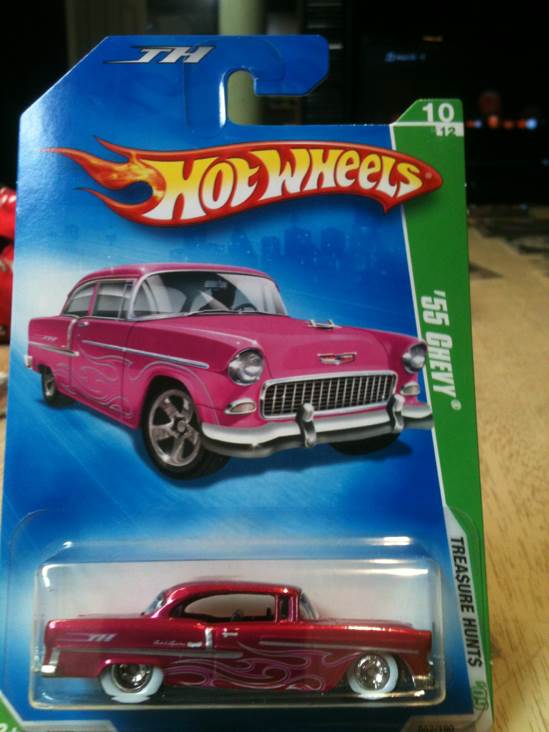 TH
HOT WHEELS
10
12
'55 CHEVY®
TREASURE HUNTS
TH